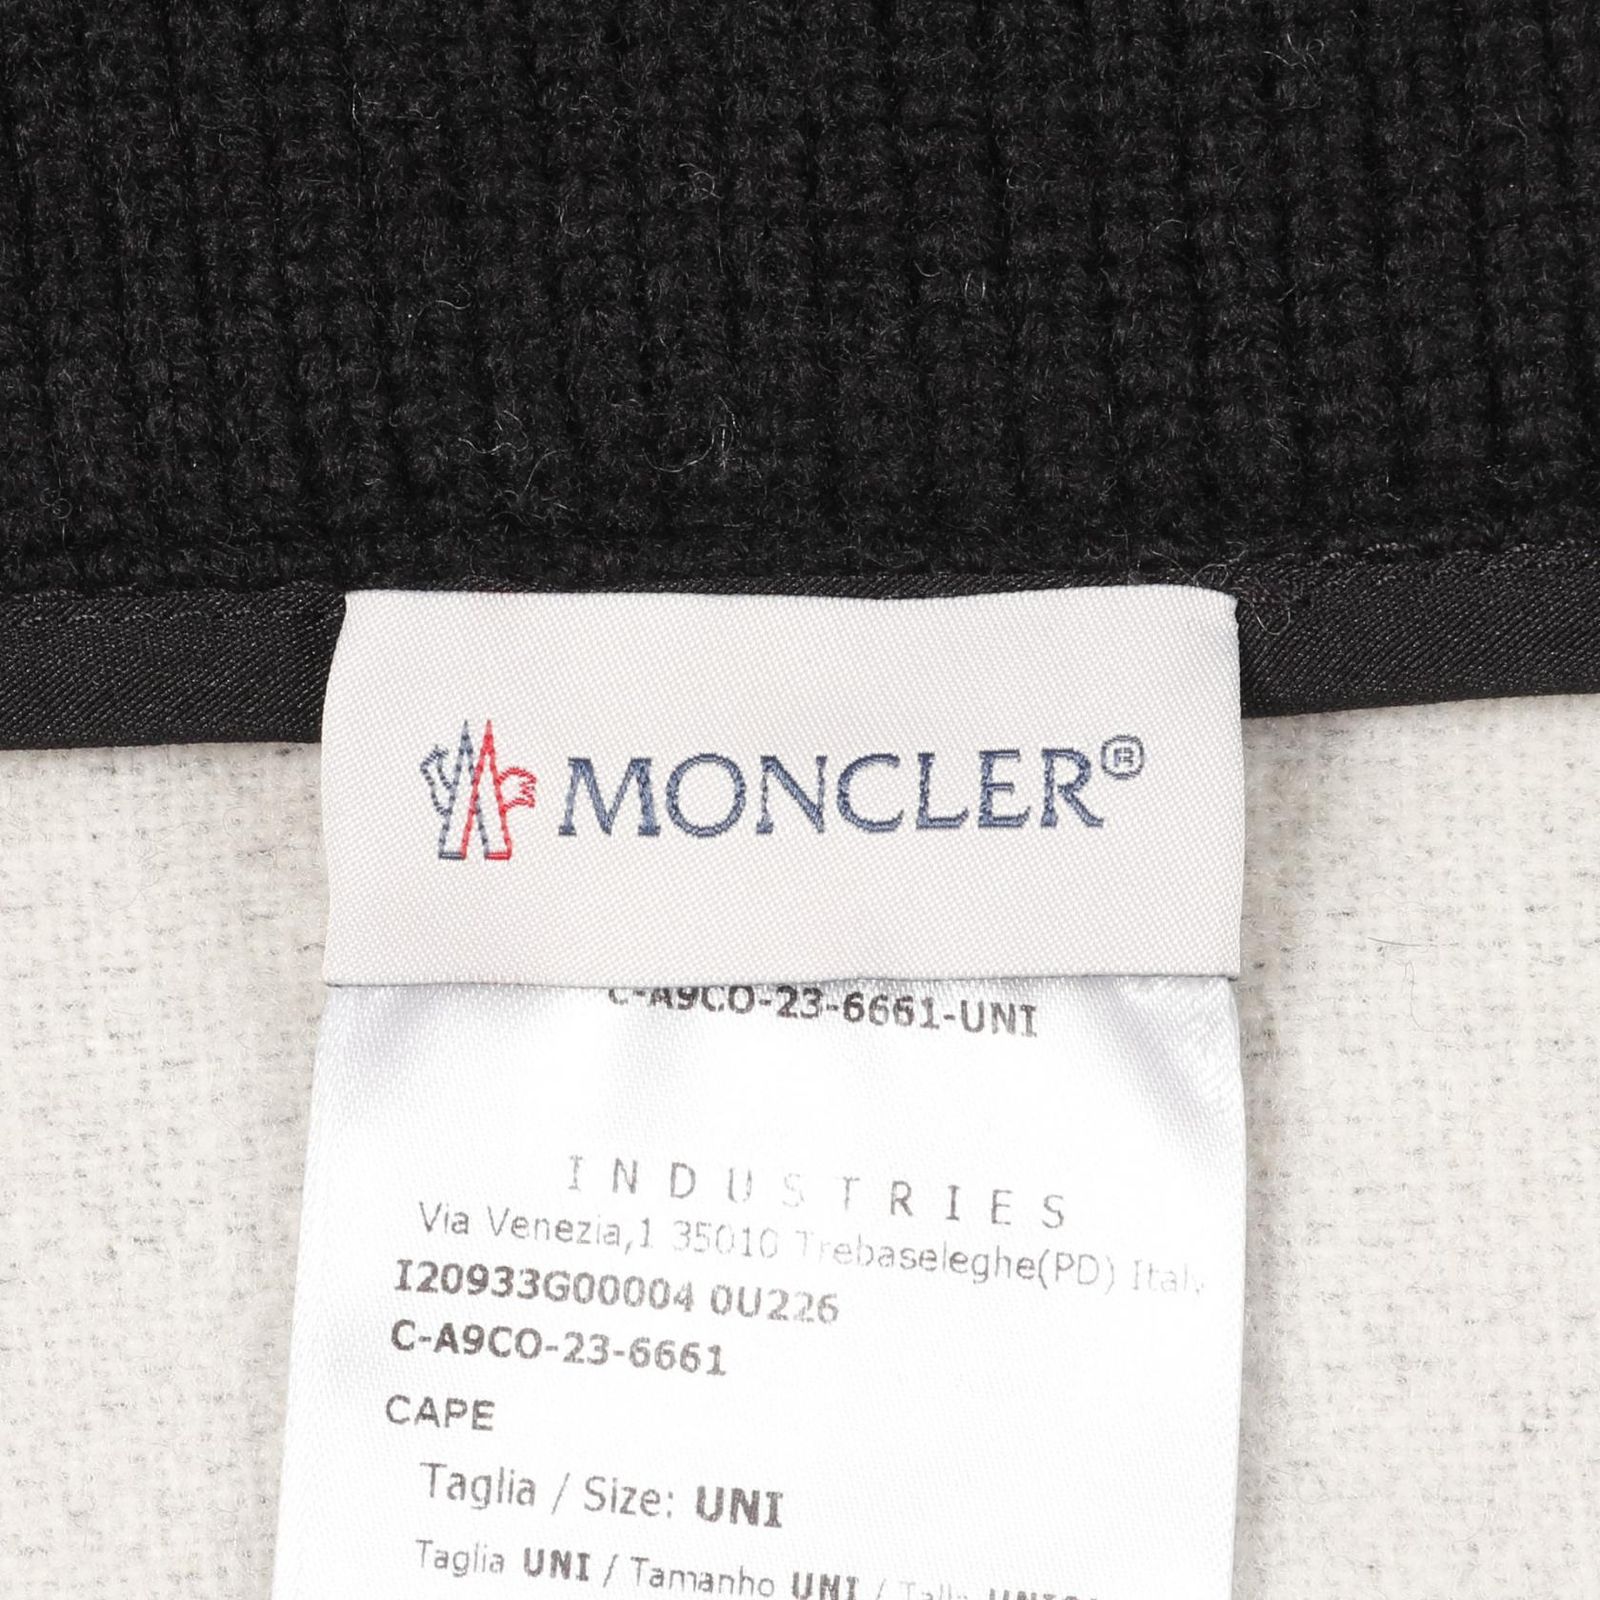 MONCLER®
C-A9CO-23-6661-UNI
INDUSTRIES
Via Venezia,1 35010 Trebaseleghe(PD) Italy
I20933G00004 0U226
C-A9CO-23-6661
CAPE
Taglia / Size: UNI
Taglia UNI / Tamanho UNI /